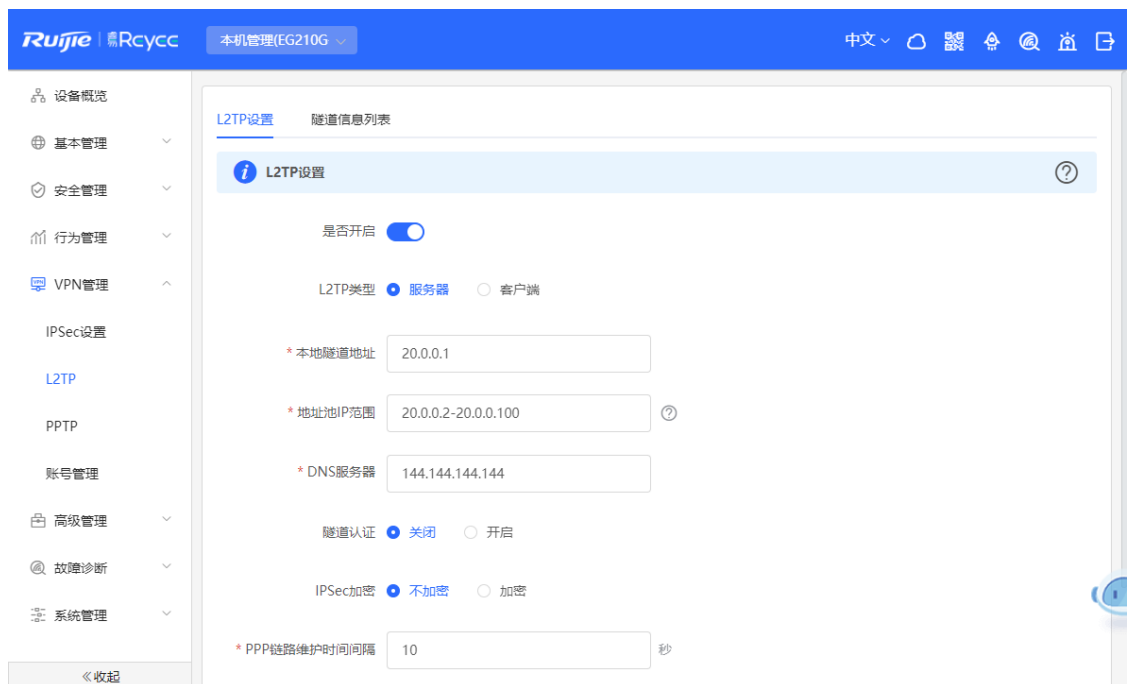 Ruijie | 睿易 Rcycc 本机管理(EG210G 中文
设备概览
基本管理
安全管理
行为管理
VPN管理
IPSec设置
L2TP
PPTP
账号管理
高级管理
故障诊断
系统管理
《收起
L2TP设置 隧道信息列表
L2TP设置
是否开启
L2TP类型 服务器 客户端
* 本地隧道地址 20.0.0.1
* 地址池IP范围 20.0.0.2-20.0.0.100
* DNS服务器 144.144.144.144
隧道认证 关闭 开启
IPSec加密 不加密 加密
* PPP链路维护时间间隔 10 秒